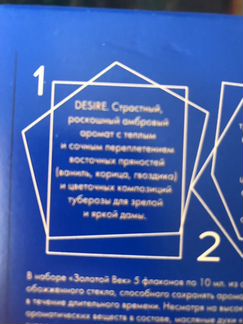 1
DESIRE. Страстный,
роскошный амбровый
аромат с теплым
и сочным переплетением
восточных пряностей
(ваниль, корица, гвоздика)
и цветочных композиций
туберозы для зрелой
и яркой дамы.
2
В наборе «Золотой Век» 5 флаконов по 10 мл. из
обожженного стекла, способного сохранять
в течение длительного времени. Несмотря на
ароматических веществ в составе, масляные духи